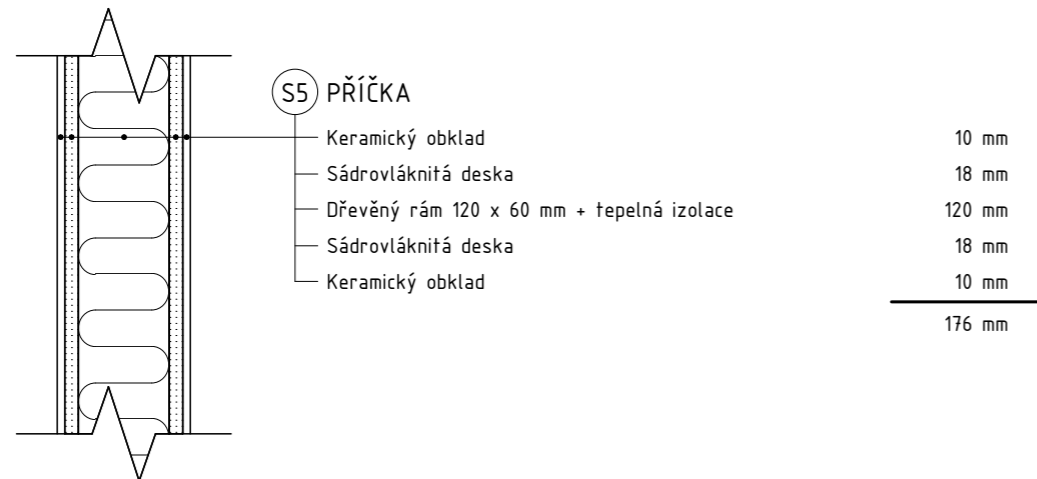 S5 PŘÍČKA
Keramický obklad 10 mm
Sádrovláknitá deska 18 mm
Dřevěný rám 120 x 60 mm + tepelná izolace 120 mm
Sádrovláknitá deska 18 mm
Keramický obklad 10 mm
176 mm